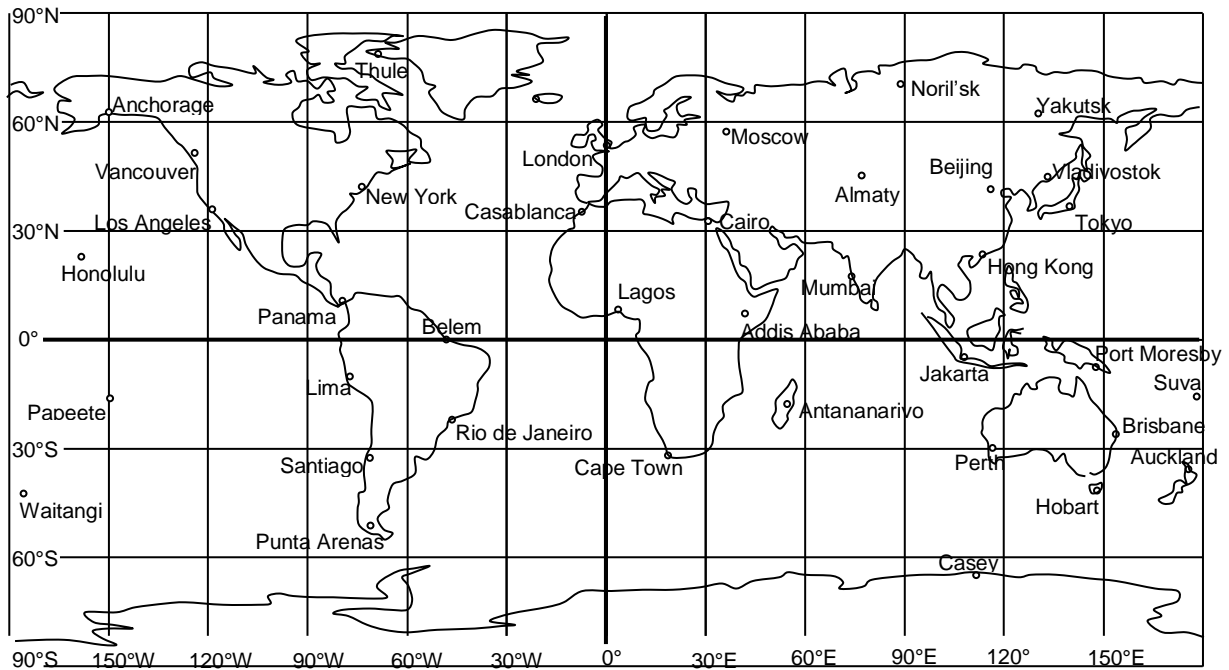 90°N
Thule
Anchorage
Noril'sk
Yakutsk
60°N
Moscow
London
Beijing
Vancouver
Vladivostok
New York
Almaty
Casablanca
Los Angeles
Cairo
Tokyo
30°N
Honolulu
Hong Kong
Mumbai
Lagos
Panama
Belem
Addis Ababa
0°
Port Moresby
Jakarta
Lima
Suva
Papeete
Antananarivo
Brisbane
Rio de Janeiro
30°S
Santiago
Cape Town
Perth
Auckland
Waitangi
Hobart
Punta Arenas
60°S
Casey
90°S 150°W 120°W 90°W 60°W 30°W 0° 30°E 60°E 90°E 120° 150°E